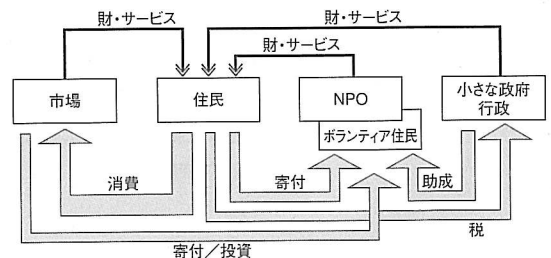 財・サービス
財・サービス
財・サービス
市場
住民
NPO
ボランティア住民
小さな政府
行政
消費
寄付
助成
税
寄付／投資